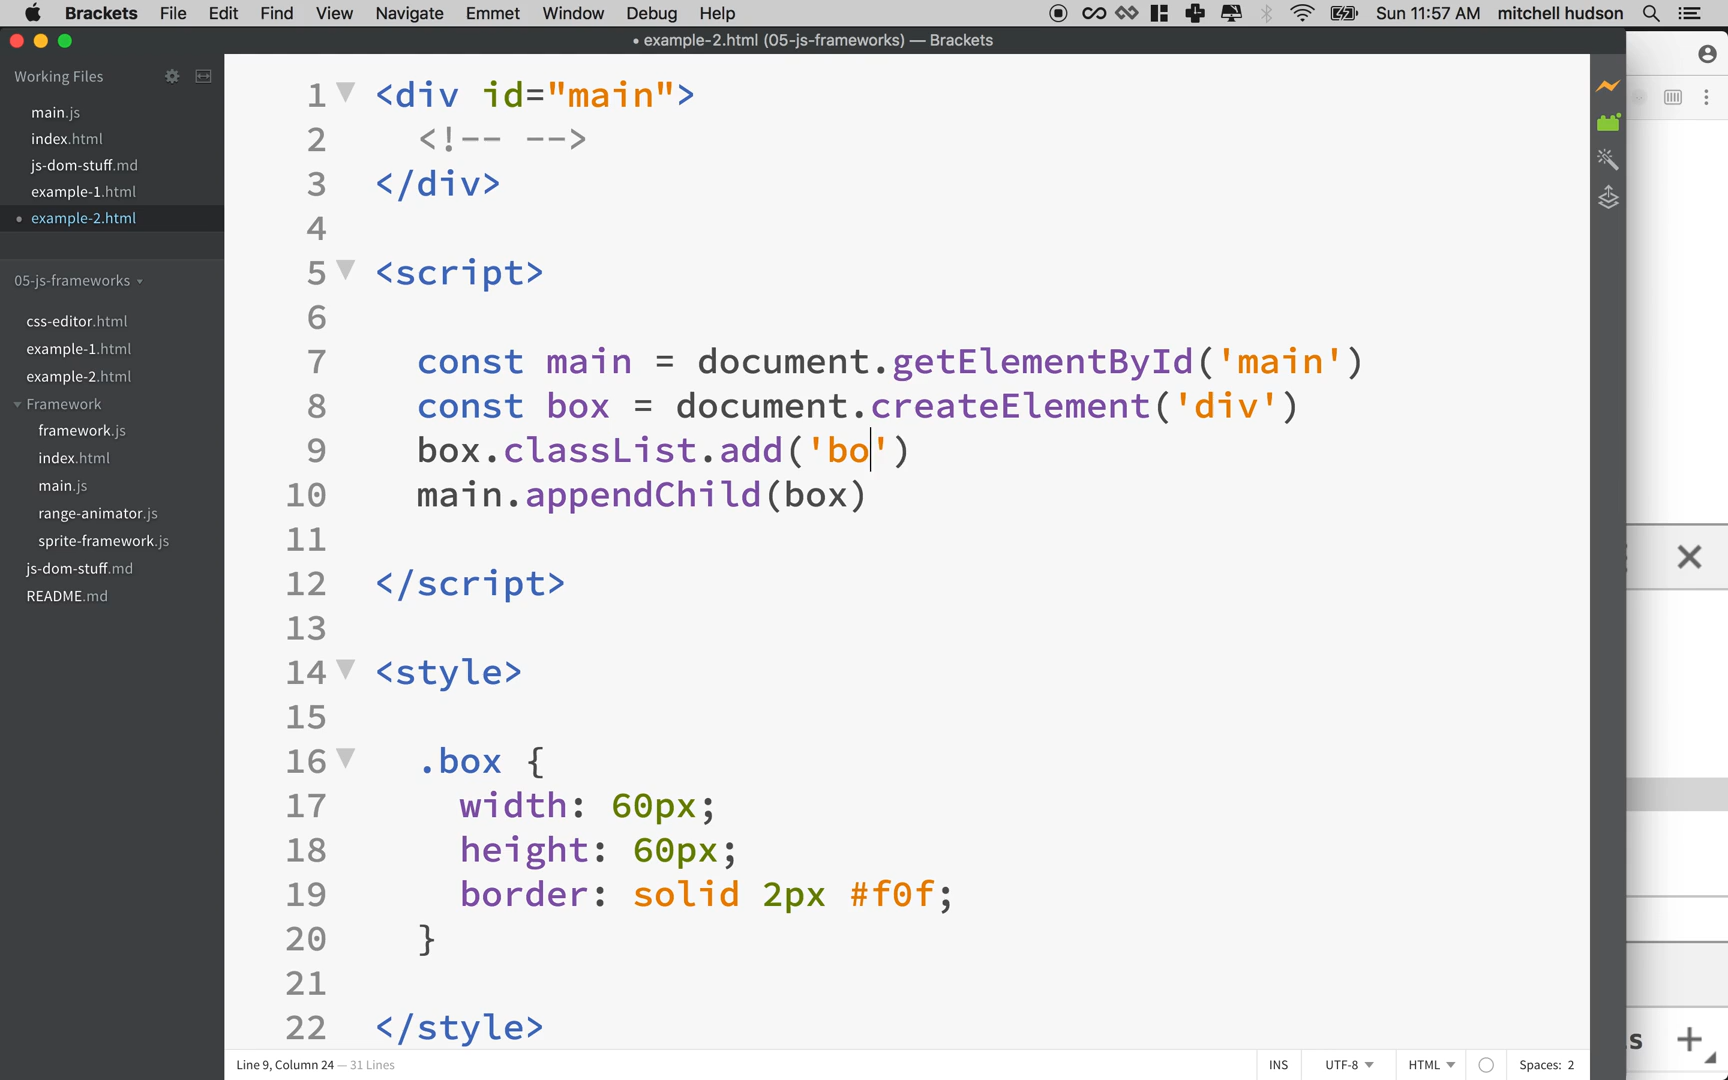 Brackets File Edit Find View Navigate Emmet Window Debug Help Sun 11:57 AM mitchell hudson
• example-2.html (05-js-frameworks) — Brackets
Working Files
main.js
index.html
js-dom-stuff.md
example-1.html
example-2.html
05-js-frameworks
css-editor.html
example-1.html
example-2.html
Framework
framework.js
index.html
main.js
range-animator.js
sprite-framework.js
js-dom-stuff.md
README.md
1 <div id="main">
2 <!-- -->
3 </div>
4
5 <script>
6
7 const main = document.getElementById('main')
8 const box = document.createElement('div')
9 box.classList.add('bo')
10 main.appendChild(box)
11
12 </script>
13
14 <style>
15
16 .box {
17 width: 60px;
18 height: 60px;
19 border: solid 2px #f0f;
20 }
21
22 </style>
Line 9, Column 24 — 31 Lines
INS UTF-8 HTML Spaces: 2
s